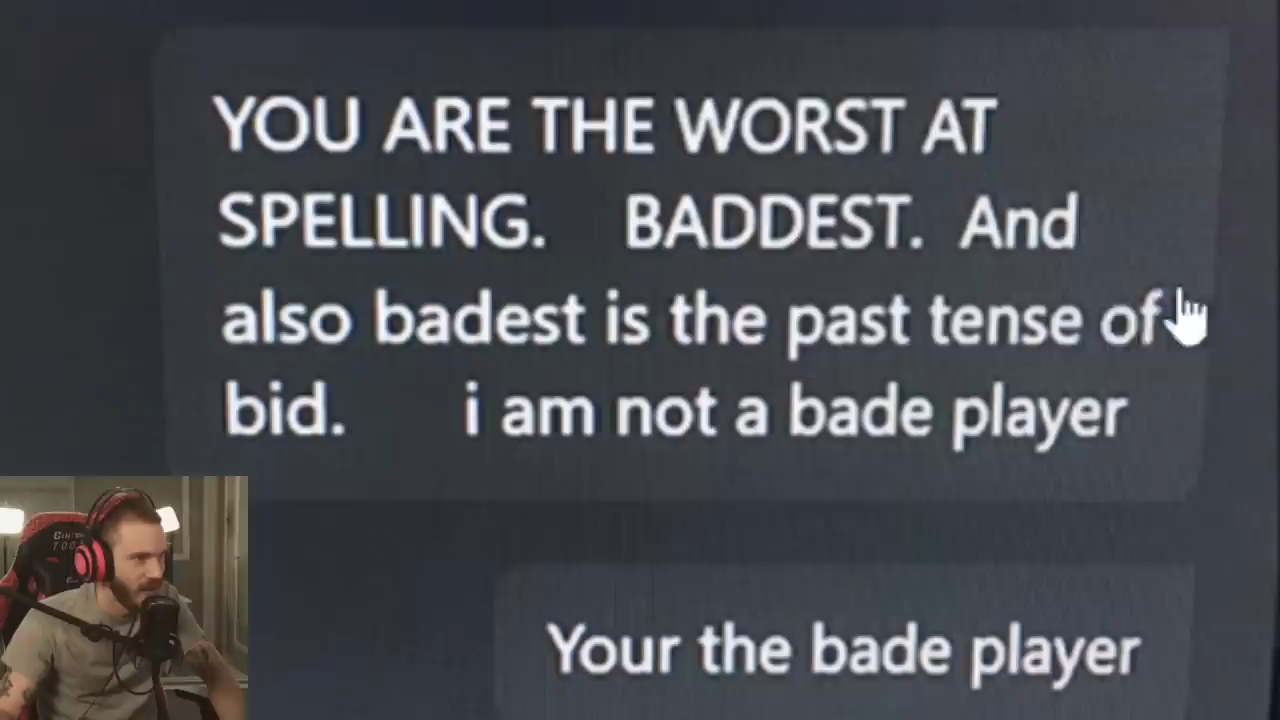 YOU ARE THE WORST AT
SPELLING. BADDEST. And
also badest is the past tense of
bid. i am not a bade player
Your the bade player